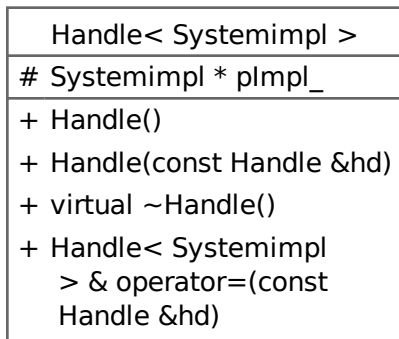 Handle< Systemimpl >
# Systemimpl * pImpl_
+ Handle()
+ Handle(const Handle &hd)
+ virtual ~Handle()
+ Handle< Systemimpl
> & operator=(const
Handle &hd)